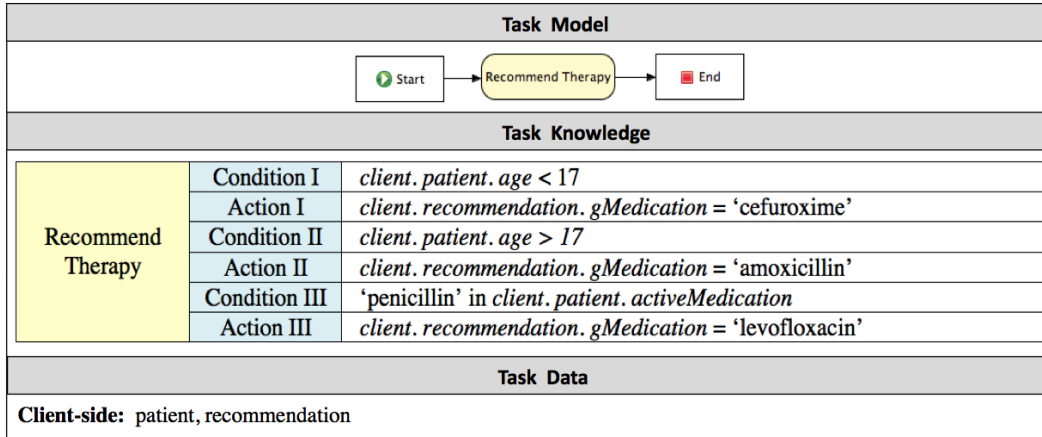 Task Model
Start
Recommend Therapy
End
Task Knowledge
Recommend
Therapy
Condition I
client. patient. age < 17
Action I
client. recommendation. gMedication = ‘cefuroxime’
Condition II
client. patient. age > 17
Action II
client. recommendation. gMedication = ‘amoxicillin’
Condition III
‘penicillin’ in client. patient. activeMedication
Action III
client. recommendation. gMedication = ‘levofloxacin’
Task Data
Client-side: patient, recommendation